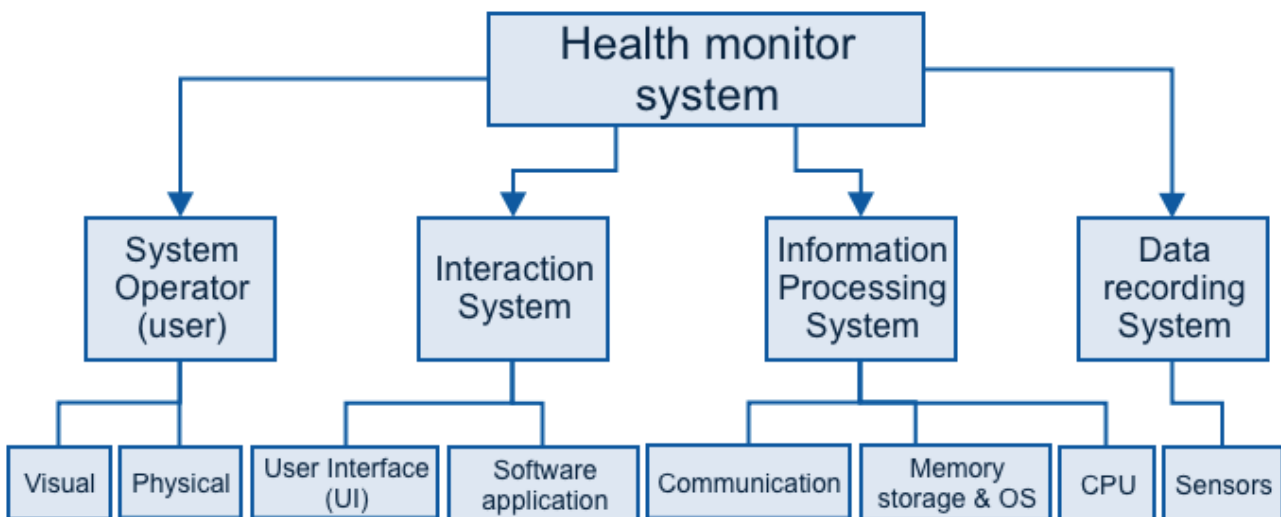 Health monitor
system
System
Operator
(user)
Interaction
System
Information
Processing
System
Data
recording
System
Visual
Physical
User Interface
(UI)
Software
application
Communication
Memory
storage & OS
CPU
Sensors